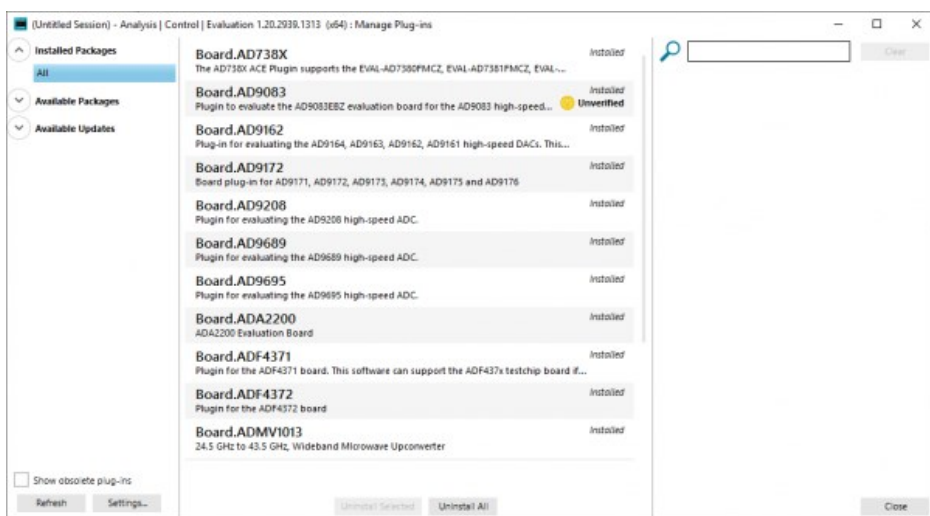 (Untitled Session) - Analysis | Control | Evaluation 1.20.2939.1313 (x64) : Manage Plug-ins
Installed Packages
All
Available Packages
Available Updates
Board.AD738X
Installed
The AD738X ACE Plugin supports the EVAL-AD7380FMCZ, EVAL-AD7381FMCZ, EVAL-...
Board.AD9083
Installed
Plugin to evaluate the AD9083EBZ evaluation board for the AD9083 high-speed...
Unverified
Board.AD9162
Installed
Plug-in for evaluating the AD9164, AD9163, AD9162, AD9161 high-speed DACs. This...
Board.AD9172
Installed
Board plug-in for AD9171, AD9172, AD9173, AD9174, AD9175 and AD9176
Board.AD9208
Installed
Plugin for evaluating the AD9208 high-speed ADC.
Board.AD9689
Installed
Plugin for evaluating the AD9689 high-speed ADC.
Board.AD9695
Installed
Plugin for evaluating the AD9695 high-speed ADC.
Board.ADA2200
Installed
ADA2200 Evaluation Board
Board.ADF4371
Installed
Plugin for the ADF4371 board. This software can support the ADF437x testchip board if...
Board.ADF4372
Installed
Plugin for the ADF4372 board
Board.ADMV1013
Installed
24.5 GHz to 43.5 GHz, Wideband Microwave Upconverter
Clear
Show obsolete plug-ins
Refresh
Settings...
Uninstall Selected
Uninstall All
Close